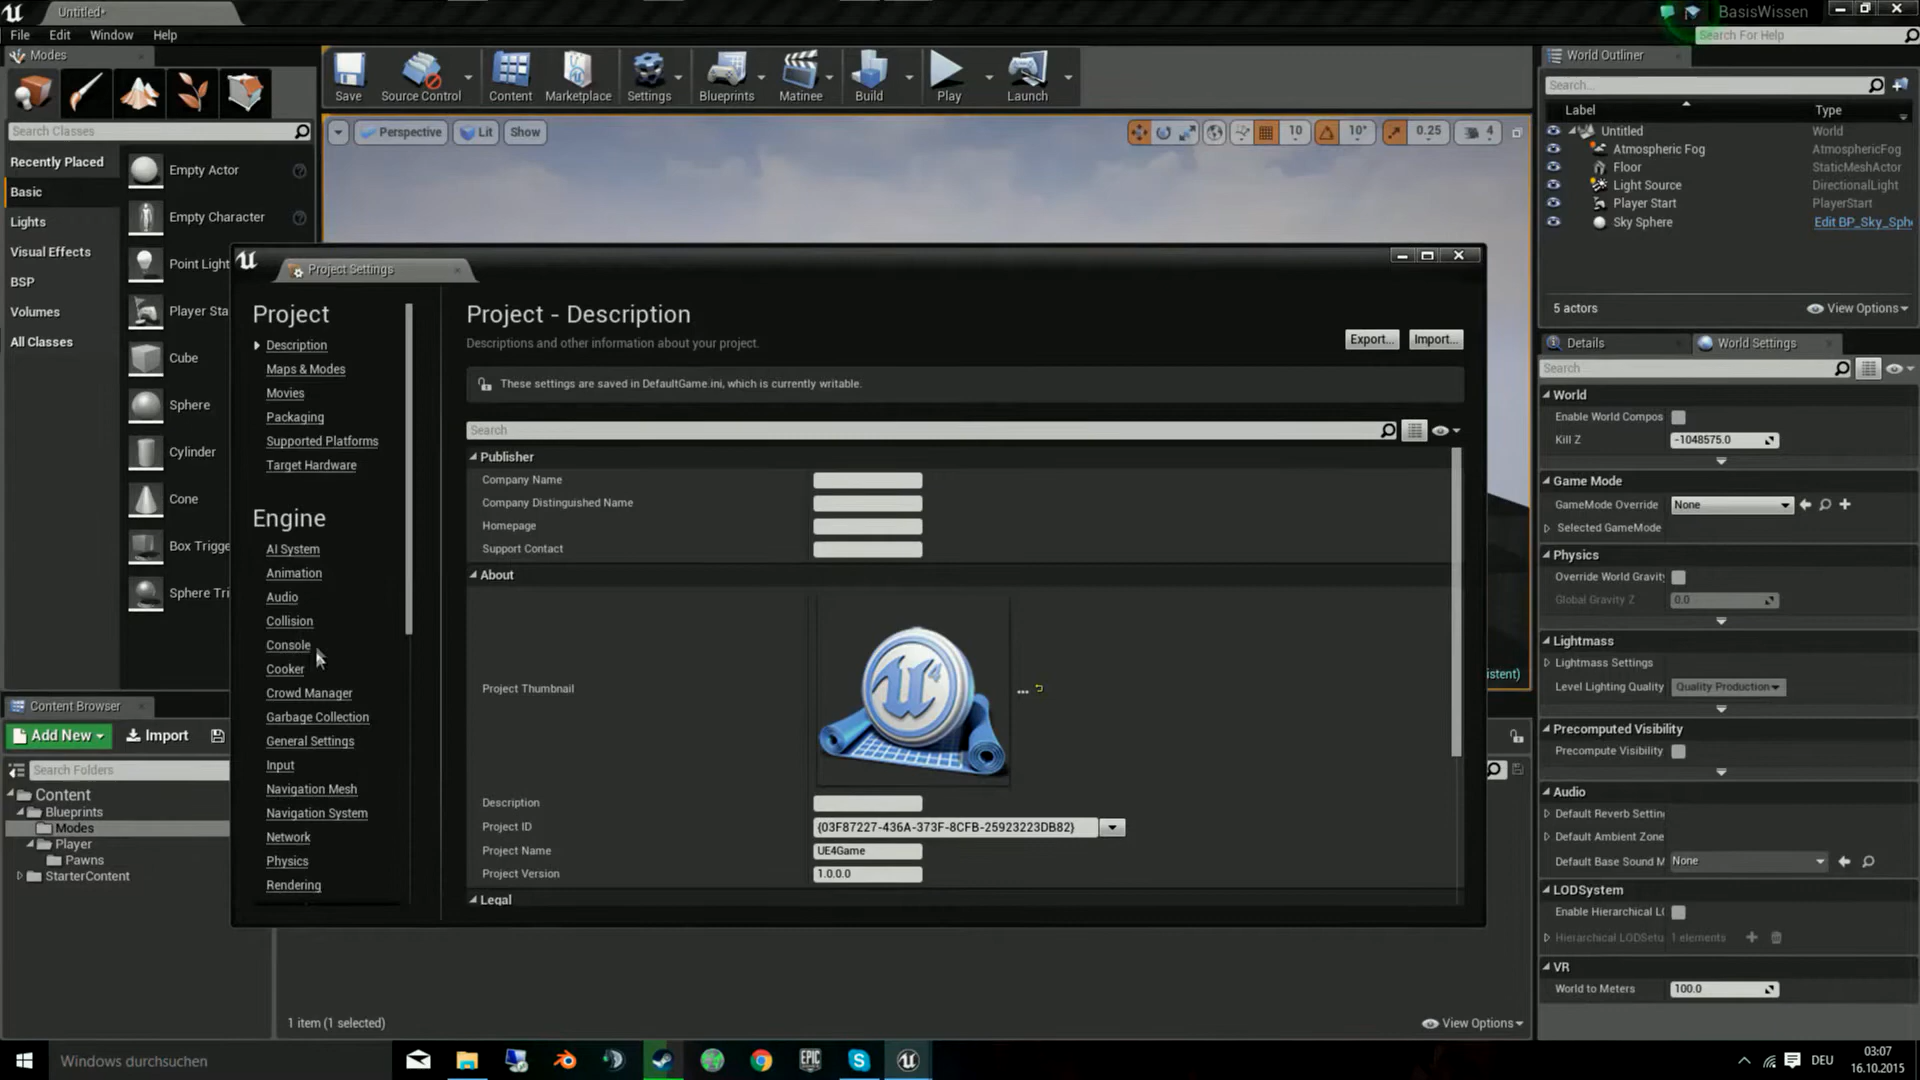 Untitled*
BasisWissen
File Edit Window Help
Search For Help
Modes
Save
Source Control
Content
Marketplace
Settings
Blueprints
Matinee
Build
Play
Launch
World Outliner
Search...
Label
Type
Untitled World
Atmospheric Fog AtmosphericFog
Floor StaticMeshActor
Light Source DirectionalLight
Player Start PlayerStart
Sky Sphere Edit BP_Sky_Sph
5 actors
View Options
Search Classes
Recently Placed
Basic
Lights
Visual Effects
BSP
Volumes
All Classes
Empty Actor
Empty Character
Point Light
Player Sta
Cube
Sphere
Cylinder
Cone
Box Trigge
Sphere Tri
Perspective
Lit
Show
10
10°
0.25
4
Project Settings
Project
Description
Maps & Modes
Movies
Packaging
Supported Platforms
Target Hardware
Engine
AI System
Animation
Audio
Collision
Console
Cooker
Crowd Manager
Garbage Collection
General Settings
Input
Navigation Mesh
Navigation System
Network
Physics
Rendering
Project - Description
Descriptions and other information about your project.
Export...
Import...
These settings are saved in DefaultGame.ini, which is currently writable.
Search
Publisher
Company Name
Company Distinguished Name
Homepage
Support Contact
About
Project Thumbnail
Description
Project ID {03F87227-436A-373F-8CFB-25923223DB82}
Project Name UE4Game
Project Version 1.0.0.0
Legal
istent)
Details
World Settings
Search
World
Enable World Compos
Kill Z -1048575.0
Game Mode
GameMode Override None
Selected GameMode
Physics
Override World Gravit
Global Gravity Z 0.0
Lightmass
Lightmass Settings
Level Lighting Quality Quality Production
Precomputed Visibility
Precompute Visibility
Audio
Default Reverb Settin
Default Ambient Zone
Default Base Sound M None
LODSystem
Enable Hierarchical L
Hierarchical LODSetu 1 elements
VR
World to Meters 100.0
Content Browser
Add New
Import
Search Folders
Content
Blueprints
Modes
Player
Pawns
StarterContent
1 item (1 selected)
View Options
Windows durchsuchen
EPIC
DEU
03:07
16.10.2015